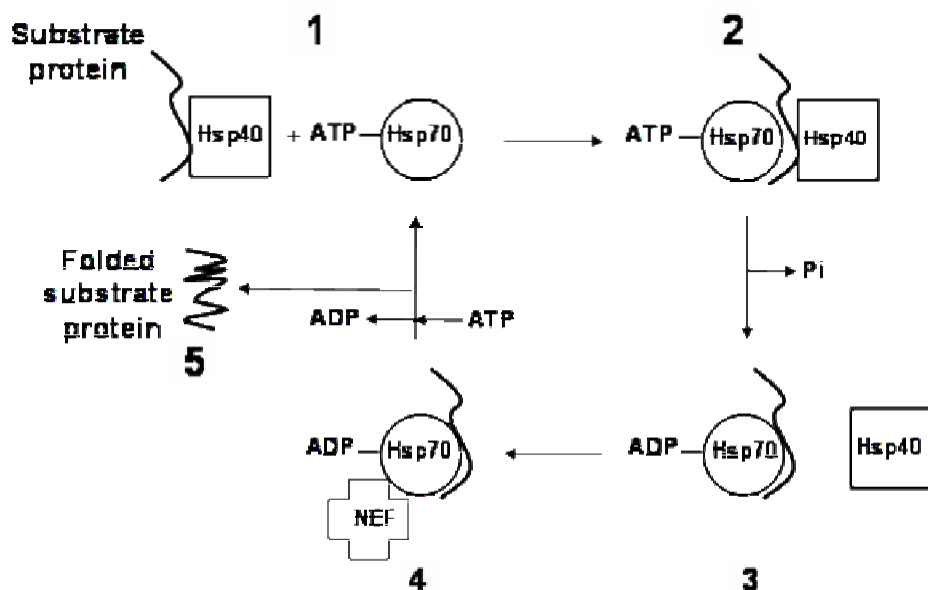 1
2
Substrate
protein
Hsp40 + ATP Hsp70
ATP Hsp70 Hsp40
Folded
substrate
protein
5
Pi
ADP ATP
ADP Hsp70
NEF
4
ADP Hsp70 Hsp40
3